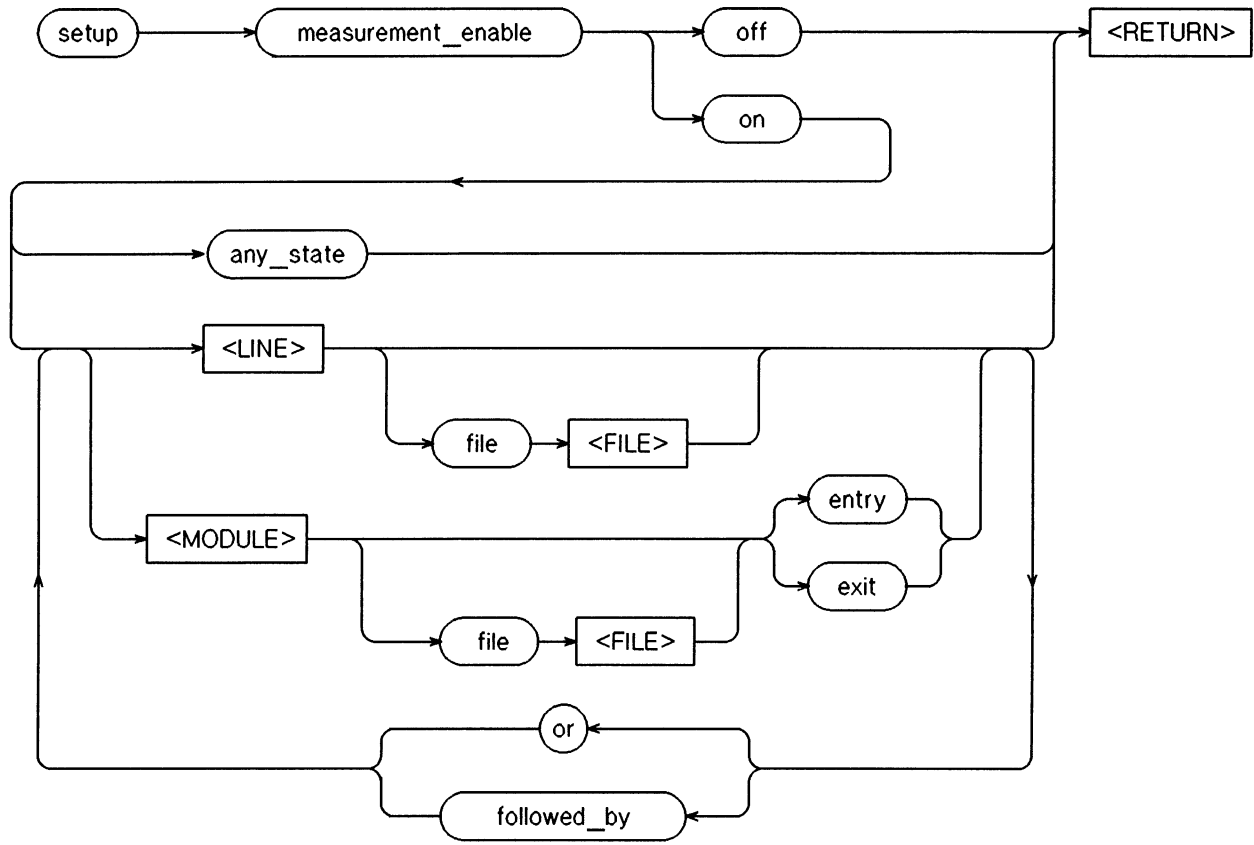 setup
measurement_enable
off
<RETURN>
on
any_state
<LINE>
file
<FILE>
entry
<MODULE>
exit
file
<FILE>
or
followed_by